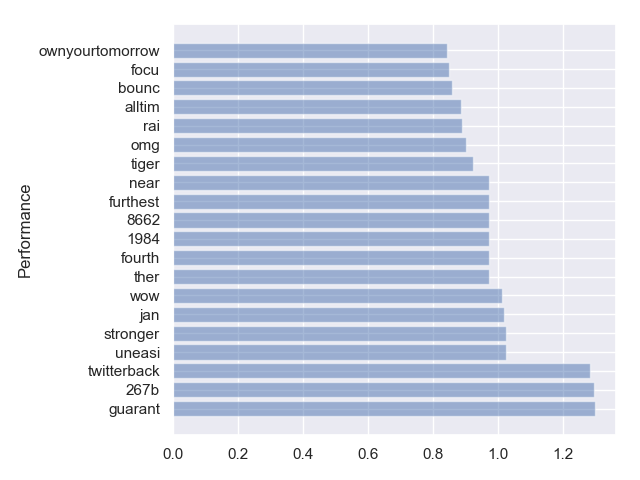 ownyourtomorrow
focu
bounc
alltim
rai
omg
tiger
near
furthest
8662
1984
fourth
ther
wow
jan
stronger
uneasi
twitterback
267b
guarant
Performance
0.0 0.2 0.4 0.6 0.8 1.0 1.2